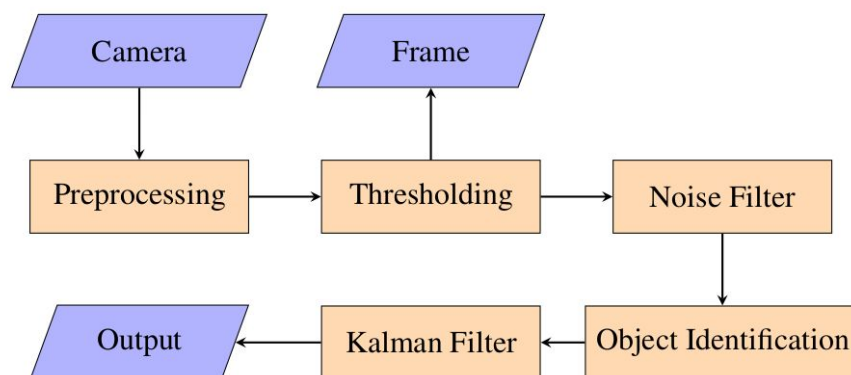 Camera
Frame
Preprocessing
Thresholding
Noise Filter
Output
Kalman Filter
Object Identification